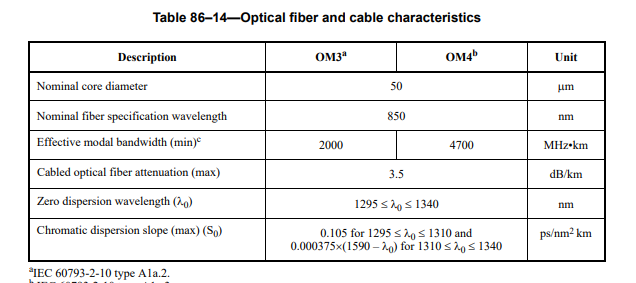 Table 86–14—Optical fiber and cable characteristics
Description OM3a OM4b Unit
Nominal core diameter 50 μm
Nominal fiber specification wavelength 850 nm
Effective modal bandwidth (min)c 2000 4700 MHz•km
Cabled optical fiber attenuation (max) 3.5 dB/km
Zero dispersion wavelength (λ0) 1295 ≤ λ0 ≤ 1340 nm
Chromatic dispersion slope (max) (S0) 0.105 for 1295 ≤ λ0 ≤ 1310 and ps/nm2 km
0.000375×(1590 – λ0) for 1310 ≤ λ0 ≤ 1340
aIEC 60793-2-10 type A1a.2.